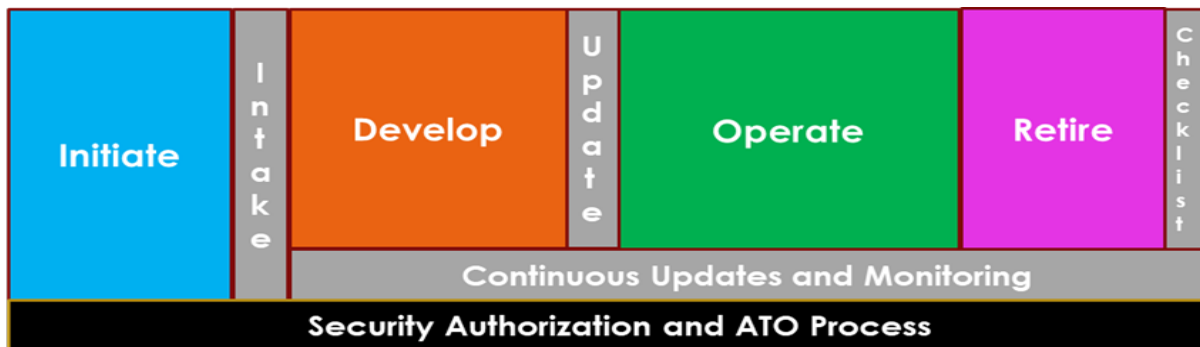 Initiate
Intake
Develop
Update
Operate
Retire
Checklist
Continuous Updates and Monitoring
Security Authorization and ATO Process